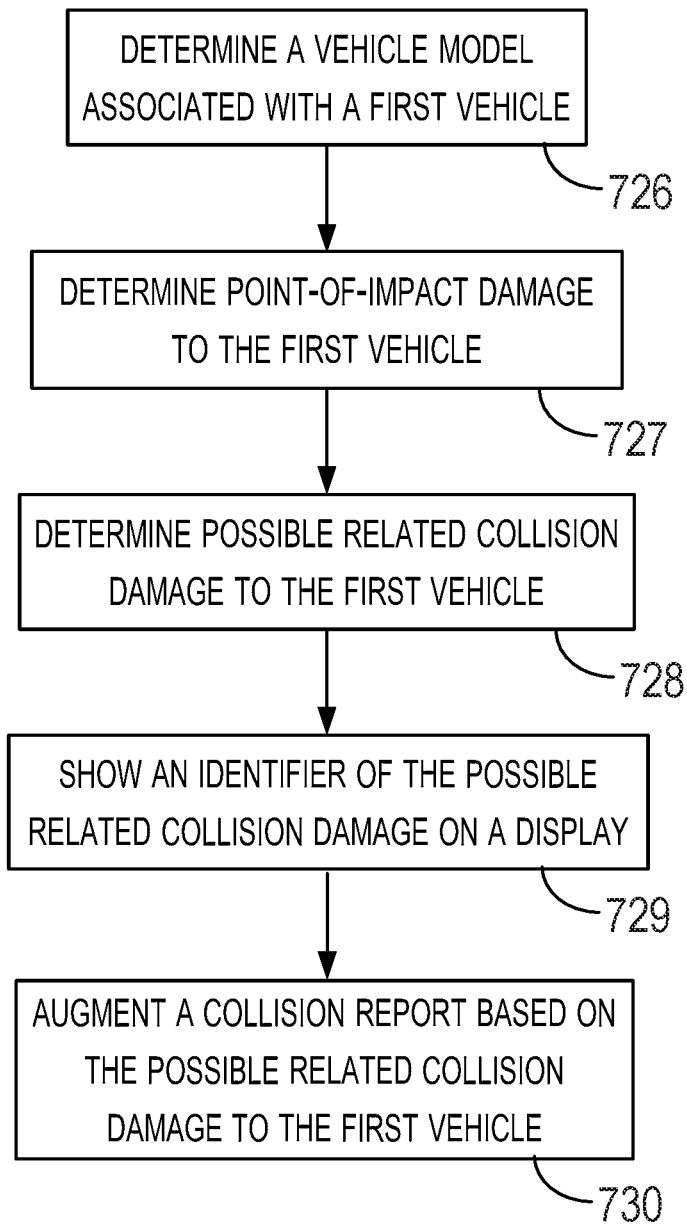 DETERMINE A VEHICLE MODEL
ASSOCIATED WITH A FIRST VEHICLE
726
DETERMINE POINT-OF-IMPACT DAMAGE
TO THE FIRST VEHICLE
727
DETERMINE POSSIBLE RELATED COLLISION
DAMAGE TO THE FIRST VEHICLE
728
SHOW AN IDENTIFIER OF THE POSSIBLE
RELATED COLLISION DAMAGE ON A DISPLAY
729
AUGMENT A COLLISION REPORT BASED ON
THE POSSIBLE RELATED COLLISION
DAMAGE TO THE FIRST VEHICLE
730